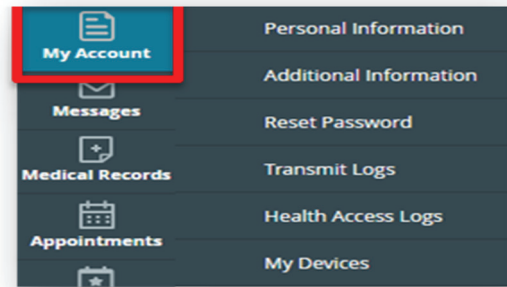 My Account
Messages
Medical Records
Appointments
Personal Information
Additional Information
Reset Password
Transmit Logs
Health Access Logs
My Devices